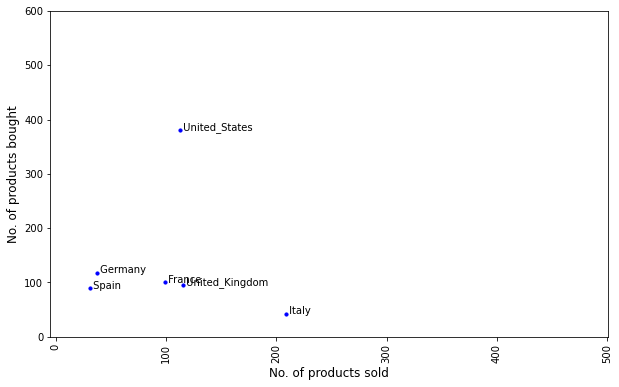 600
500
400
300
200
100
0
No. of products bought
United_States
Germany
Spain
France
United_Kingdom
Italy
0
100
200
300
400
500
No. of products sold